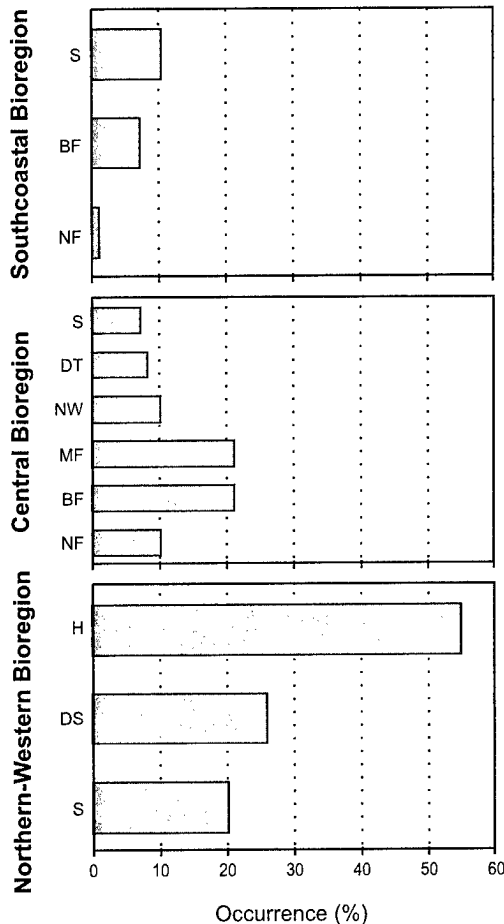 Southcoastal Bioregion
S
BF
NF
Central Bioregion
S
DT
NW
MF
BF
NF
Northern-Western Bioregion
H
DS
S
0 10 20 30 40 50 60
Occurrence (%)